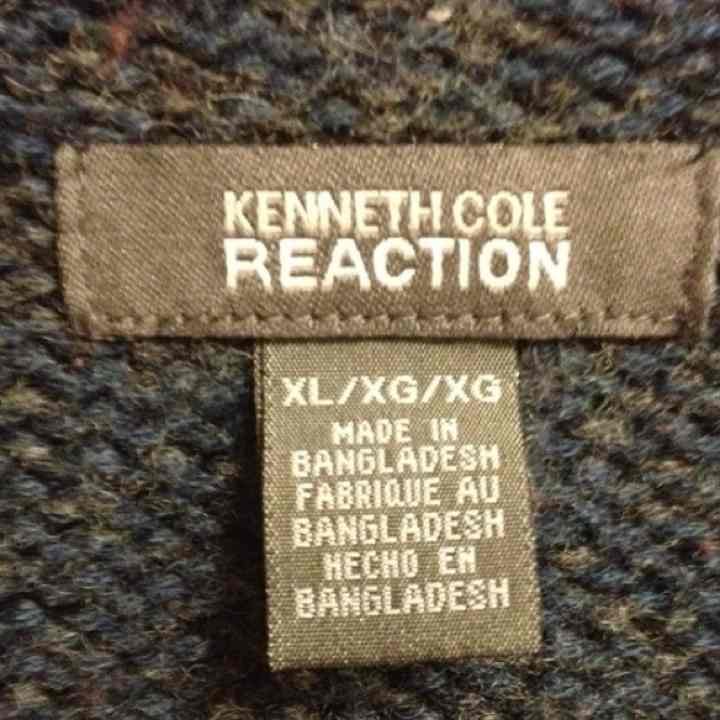 KENNETH COLE
REACTION
XL/XG/XG
MADE IN
BANGLADESH
FABRIQUE AU
BANGLADESH
HECHO EN
BANGLADESH